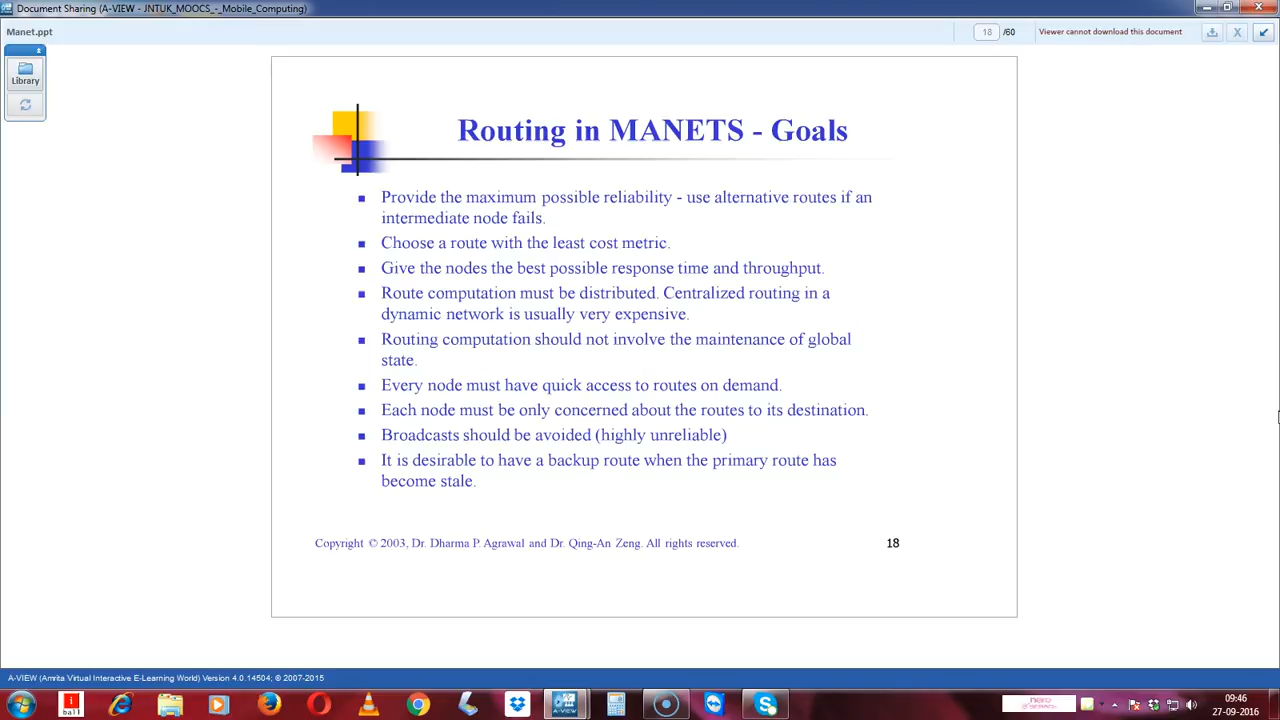 Document Sharing (A-VIEW - JNTUK_MOOCS_-_Mobile_Computing)
Manet.ppt
18 /60
Viewer cannot download this document
X
Library
Routing in MANETS - Goals
Provide the maximum possible reliability - use alternative routes if an
intermediate node fails.
Choose a route with the least cost metric.
Give the nodes the best possible response time and throughput.
Route computation must be distributed. Centralized routing in a
dynamic network is usually very expensive.
Routing computation should not involve the maintenance of global
state.
Every node must have quick access to routes on demand.
Each node must be only concerned about the routes to its destination.
Broadcasts should be avoided (highly unreliable)
It is desirable to have a backup route when the primary route has
become stale.
Copyright © 2003, Dr. Dharma P. Agrawal and Dr. Qing-An Zeng. All rights reserved.
18
A-VIEW (Amrita Virtual Interactive E-Learning World) Version 4.0.14504; © 2007-2015
i
ball
A-VIEW
nero
09:46
27-09-2016